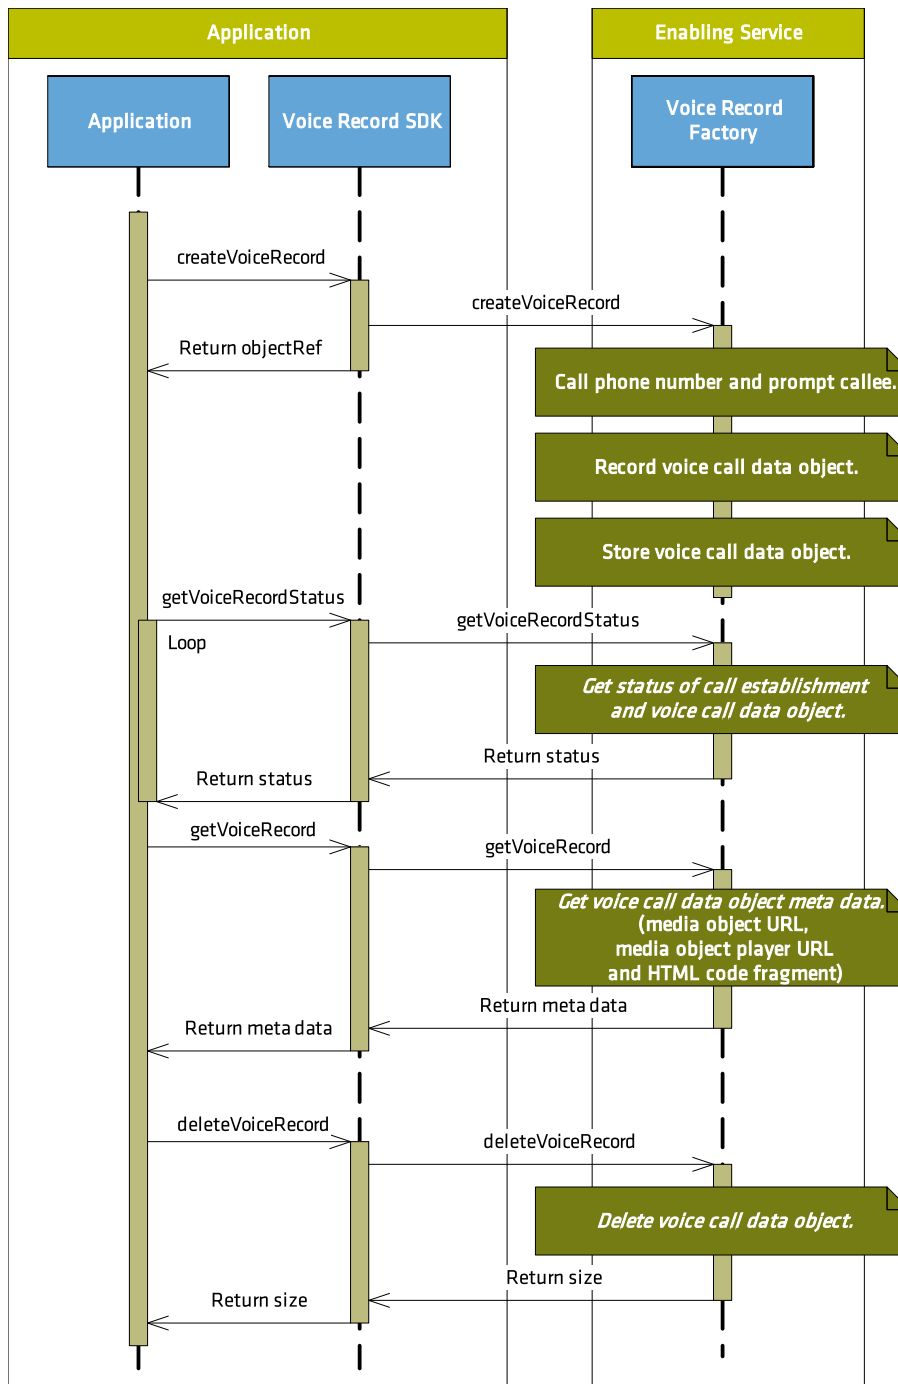 Application
Enabling Service
Application
Voice Record SDK
Voice Record
Factory
createVoiceRecord
createVoiceRecord
Return objectRef
Call phone number and prompt callee.
Record voice call data object.
Store voice call data object.
getVoiceRecordStatus
getVoiceRecordStatus
Loop
Get status of call establishment
and voice call data object.
Return status
Return status
getVoiceRecord
getVoiceRecord
Get voice call data object meta data.
(media object URL,
media object player URL
and HTML code fragment)
Return meta data
Return meta data
deleteVoiceRecord
deleteVoiceRecord
Delete voice call data object.
Return size
Return size